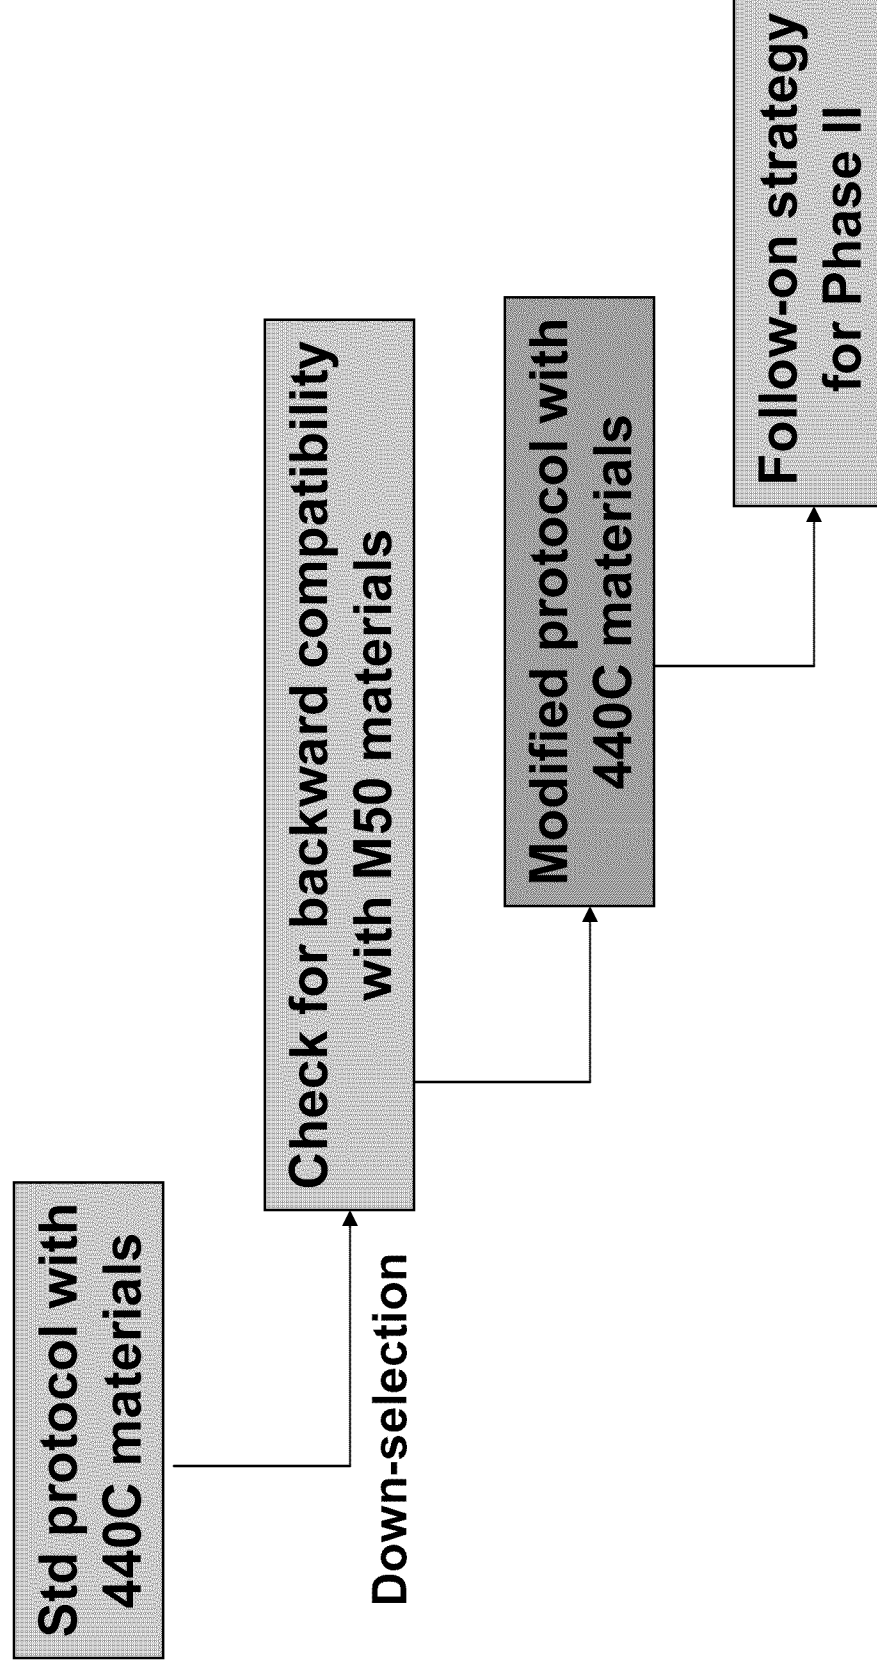 Std protocol with
440C materials
Down-selection
Check for backward compatibility
with M50 materials
Modified protocol with
440C materials
Follow-on strategy
for Phase II